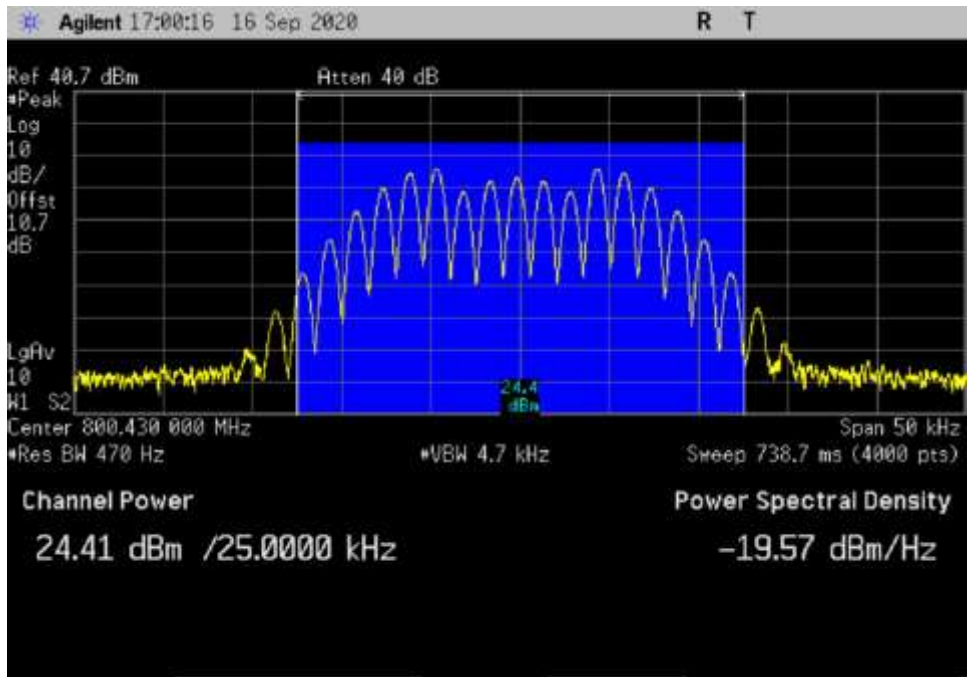 Agilent 17:00:16 16 Sep 2020 R T
Ref 40.7 dBm Atten 40 dB
#Peak
Log
10
dB/
Offst
10.7
dB
LgAv
10
W1 S2
24.4
dBm
Center 800.430 000 MHz Span 50 kHz
#Res BW 470 Hz #VBW 4.7 kHz Sweep 738.7 ms (4000 pts)
Channel Power Power Spectral Density
24.41 dBm /25.0000 kHz -19.57 dBm/Hz